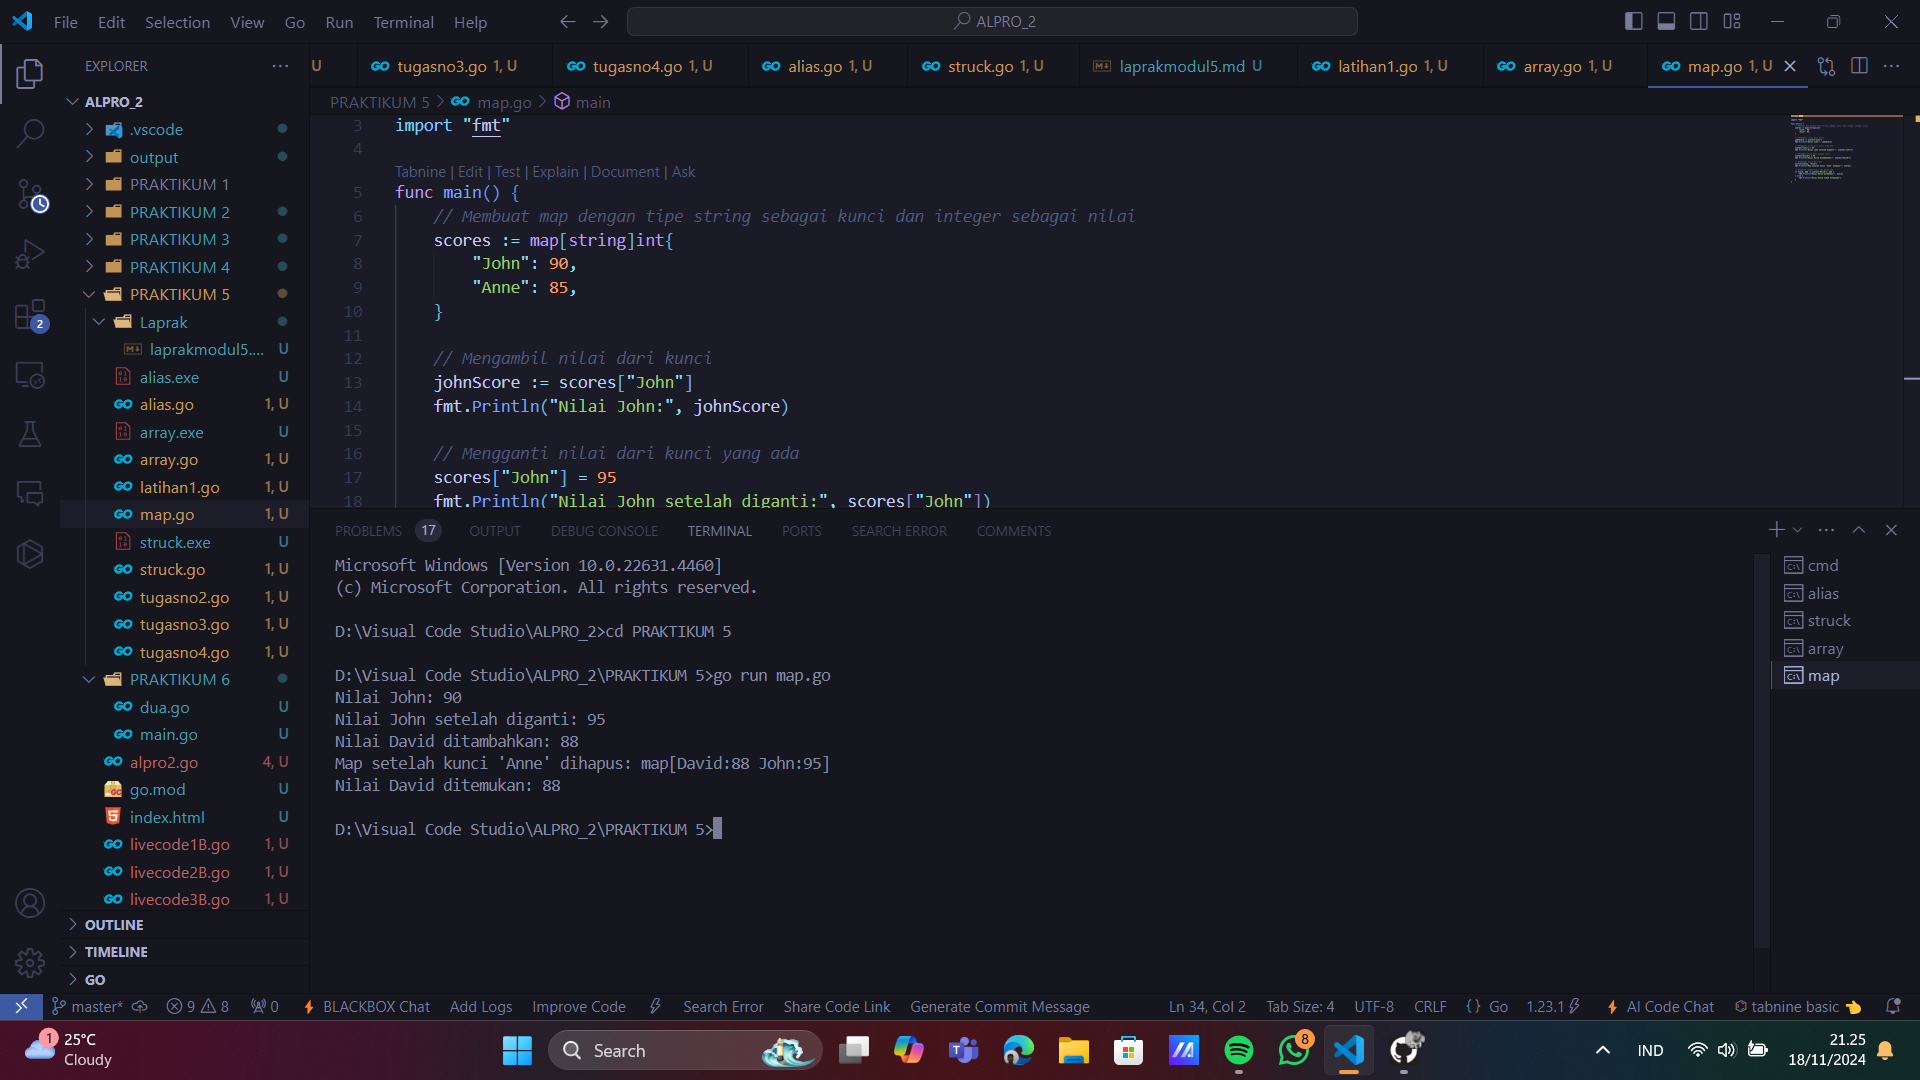 File Edit Selection View Go Run Terminal Help
ALPRO_2
EXPLORER
U
tugasno3.go 1, U
tugasno4.go 1, U
alias.go 1, U
struck.go 1, U
laprakmodul5.md U
latihan1.go 1, U
array.go 1, U
map.go 1, U
PRAKTIKUM 5 > map.go > main
ALPRO_2
.vscode
output
PRAKTIKUM 1
PRAKTIKUM 2
PRAKTIKUM 3
PRAKTIKUM 4
PRAKTIKUM 5
Laprak
laprakmodul5.... U
alias.exe U
alias.go 1, U
array.exe U
array.go 1, U
latihan1.go 1, U
map.go 1, U
struck.exe U
struck.go 1, U
tugasno2.go 1, U
tugasno3.go 1, U
tugasno4.go 1, U
PRAKTIKUM 6
dua.go U
main.go U
alpro2.go 4, U
go.mod U
index.html U
livecode1B.go 1, U
livecode2B.go 1, U
livecode3B.go 1, U
OUTLINE
TIMELINE
GO
2
3 import "fmt"
4
Tabnine | Edit | Test | Explain | Document | Ask
5 func main() {
6 // Membuat map dengan tipe string sebagai kunci dan integer sebagai nilai
7 scores := map[string]int{
8 "John": 90,
9 "Anne": 85,
10 }
11
12 // Mengambil nilai dari kunci
13 johnScore := scores["John"]
14 fmt.Println("Nilai John:", johnScore)
15
16 // Mengganti nilai dari kunci yang ada
17 scores["John"] = 95
18 fmt.Println("Nilai John setelah diganti:", scores["John"])
PROBLEMS 17 OUTPUT DEBUG CONSOLE TERMINAL PORTS SEARCH ERROR COMMENTS
Microsoft Windows [Version 10.0.22631.4460]
(c) Microsoft Corporation. All rights reserved.
D:\Visual Code Studio\ALPRO_2>cd PRAKTIKUM 5
D:\Visual Code Studio\ALPRO_2\PRAKTIKUM 5>go run map.go
Nilai John: 90
Nilai John setelah diganti: 95
Nilai David ditambahkan: 88
Map setelah kunci 'Anne' dihapus: map[David:88 John:95]
Nilai David ditemukan: 88
D:\Visual Code Studio\ALPRO_2\PRAKTIKUM 5>
cmd
alias
struck
array
map
master* 9 8 0 BLACKBOX Chat Add Logs Improve Code Search Error Share Code Link Generate Commit Message Ln 34, Col 2 Tab Size: 4 UTF-8 CRLF {} Go 1.23.1 AI Code Chat tabnine basic
1
25°C
Cloudy
Search
8
IND
21.25
18/11/2024